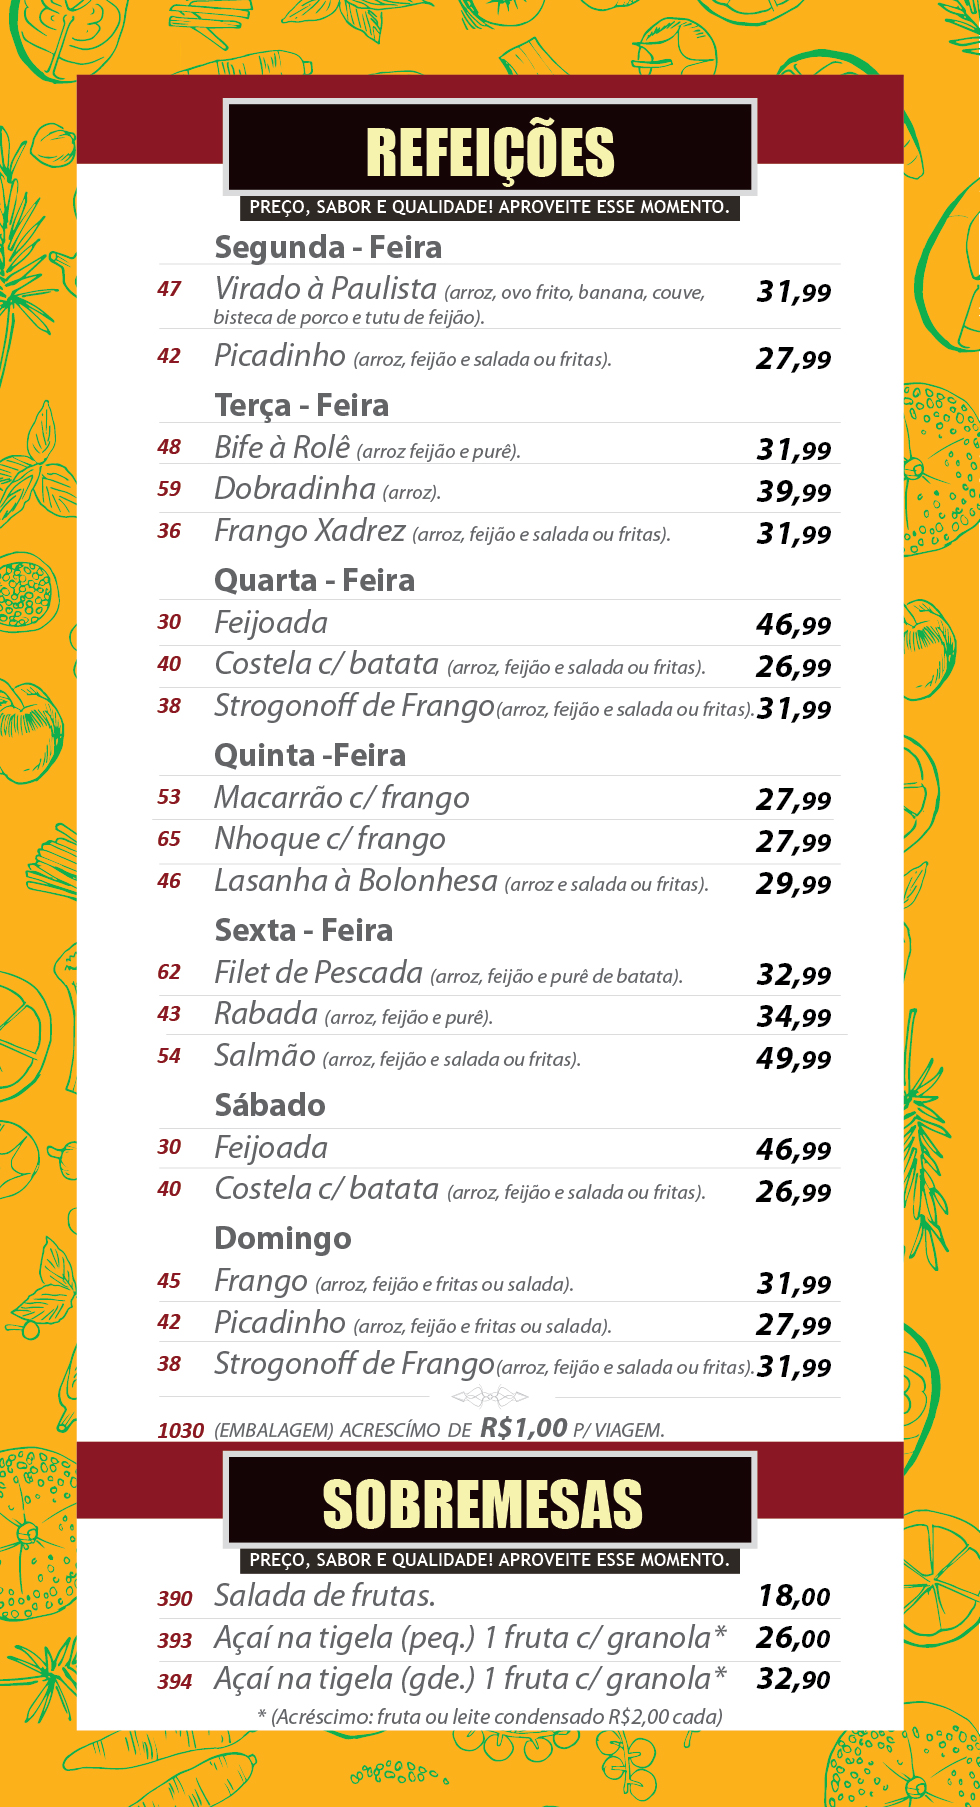 REFEIÇÕES
PREÇO, SABOR E QUALIDADE! APROVEITE ESSE MOMENTO.
Segunda - Feira
47 Virado à Paulista (arroz, ovo frito, banana, couve, 31,99
bisteca de porco e tutu de feijão).
42 Picadinho (arroz, feijão e salada ou fritas). 27,99
Terça - Feira
48 Bife à Rolê (arroz feijão e purê). 31,99
59 Dobradinha (arroz). 39,99
36 Frango Xadrez (arroz, feijão e salada ou fritas). 31,99
Quarta - Feira
30 Feijoada 46,99
40 Costela c/ batata (arroz, feijão e salada ou fritas). 26,99
38 Strogonoff de Frango(arroz, feijão e salada ou fritas). 31,99
Quinta -Feira
53 Macarrão c/ frango 27,99
65 Nhoque c/ frango 27,99
46 Lasanha à Bolonhesa (arroz e salada ou fritas). 29,99
Sexta - Feira
62 Filet de Pescada (arroz, feijão e purê de batata). 32,99
43 Rabada (arroz, feijão e purê). 34,99
54 Salmão (arroz, feijão e salada ou fritas). 49,99
Sábado
30 Feijoada 46,99
40 Costela c/ batata (arroz, feijão e salada ou fritas). 26,99
Domingo
45 Frango (arroz, feijão e fritas ou salada). 31,99
42 Picadinho (arroz, feijão e fritas ou salada). 27,99
38 Strogonoff de Frango(arroz, feijão e salada ou fritas). 31,99
1030 (EMBALAGEM) ACRESCÍMO DE R$1,00 P/ VIAGEM.
SOBREMESAS
PREÇO, SABOR E QUALIDADE! APROVEITE ESSE MOMENTO.
390 Salada de frutas. 18,00
393 Açaí na tigela (peq.) 1 fruta c/ granola* 26,00
394 Açaí na tigela (gde.) 1 fruta c/ granola* 32,90
* (Acréscimo: fruta ou leite condensado R$2,00 cada)